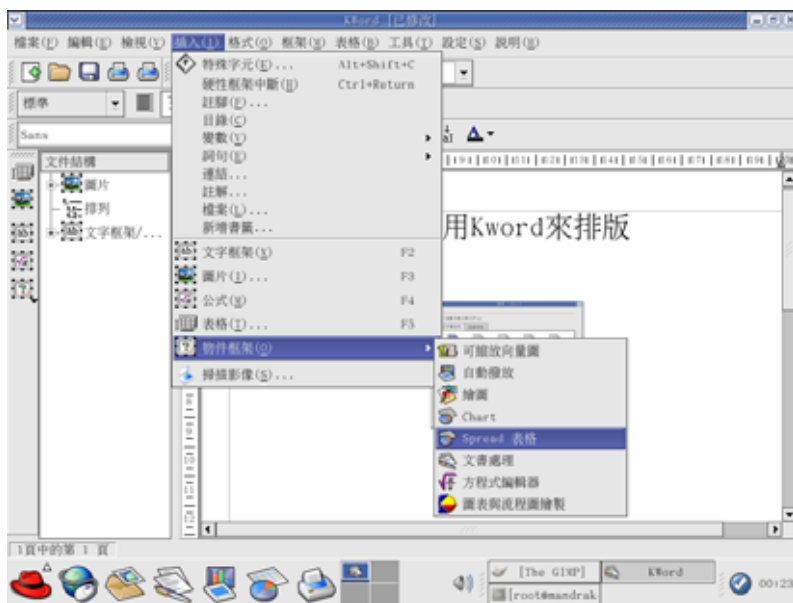 KWord [已修改]
檔案(F) 編輯(E) 檢視(V) 插入(I) 格式(O) 框架(M) 表格(B) 工具(T) 設定(S) 說明(H)
標準
Sans
文件結構
圖片
排列
文字框架/...
特殊字元(E)... Alt+Shift+C
硬性框架中斷(H) Ctrl+Return
註腳(F)...
目錄(C)
變數(V)
詞句(E)
連結...
註解...
檔案(L)...
新增書籤...
文字框架(X) F2
圖片(I)... F3
公式(M) F4
表格(T)... F5
物件框架(O)
掃描影像(S)...
用Kword來排版
可縮放向量圖
自動撥放
繪圖
Chart
Spread 表格
文書處理
方程式編輯器
圖表與流程圖繪製
1頁中的第 1 頁
[The GIMP] KWord
[root@mandrak
00:23